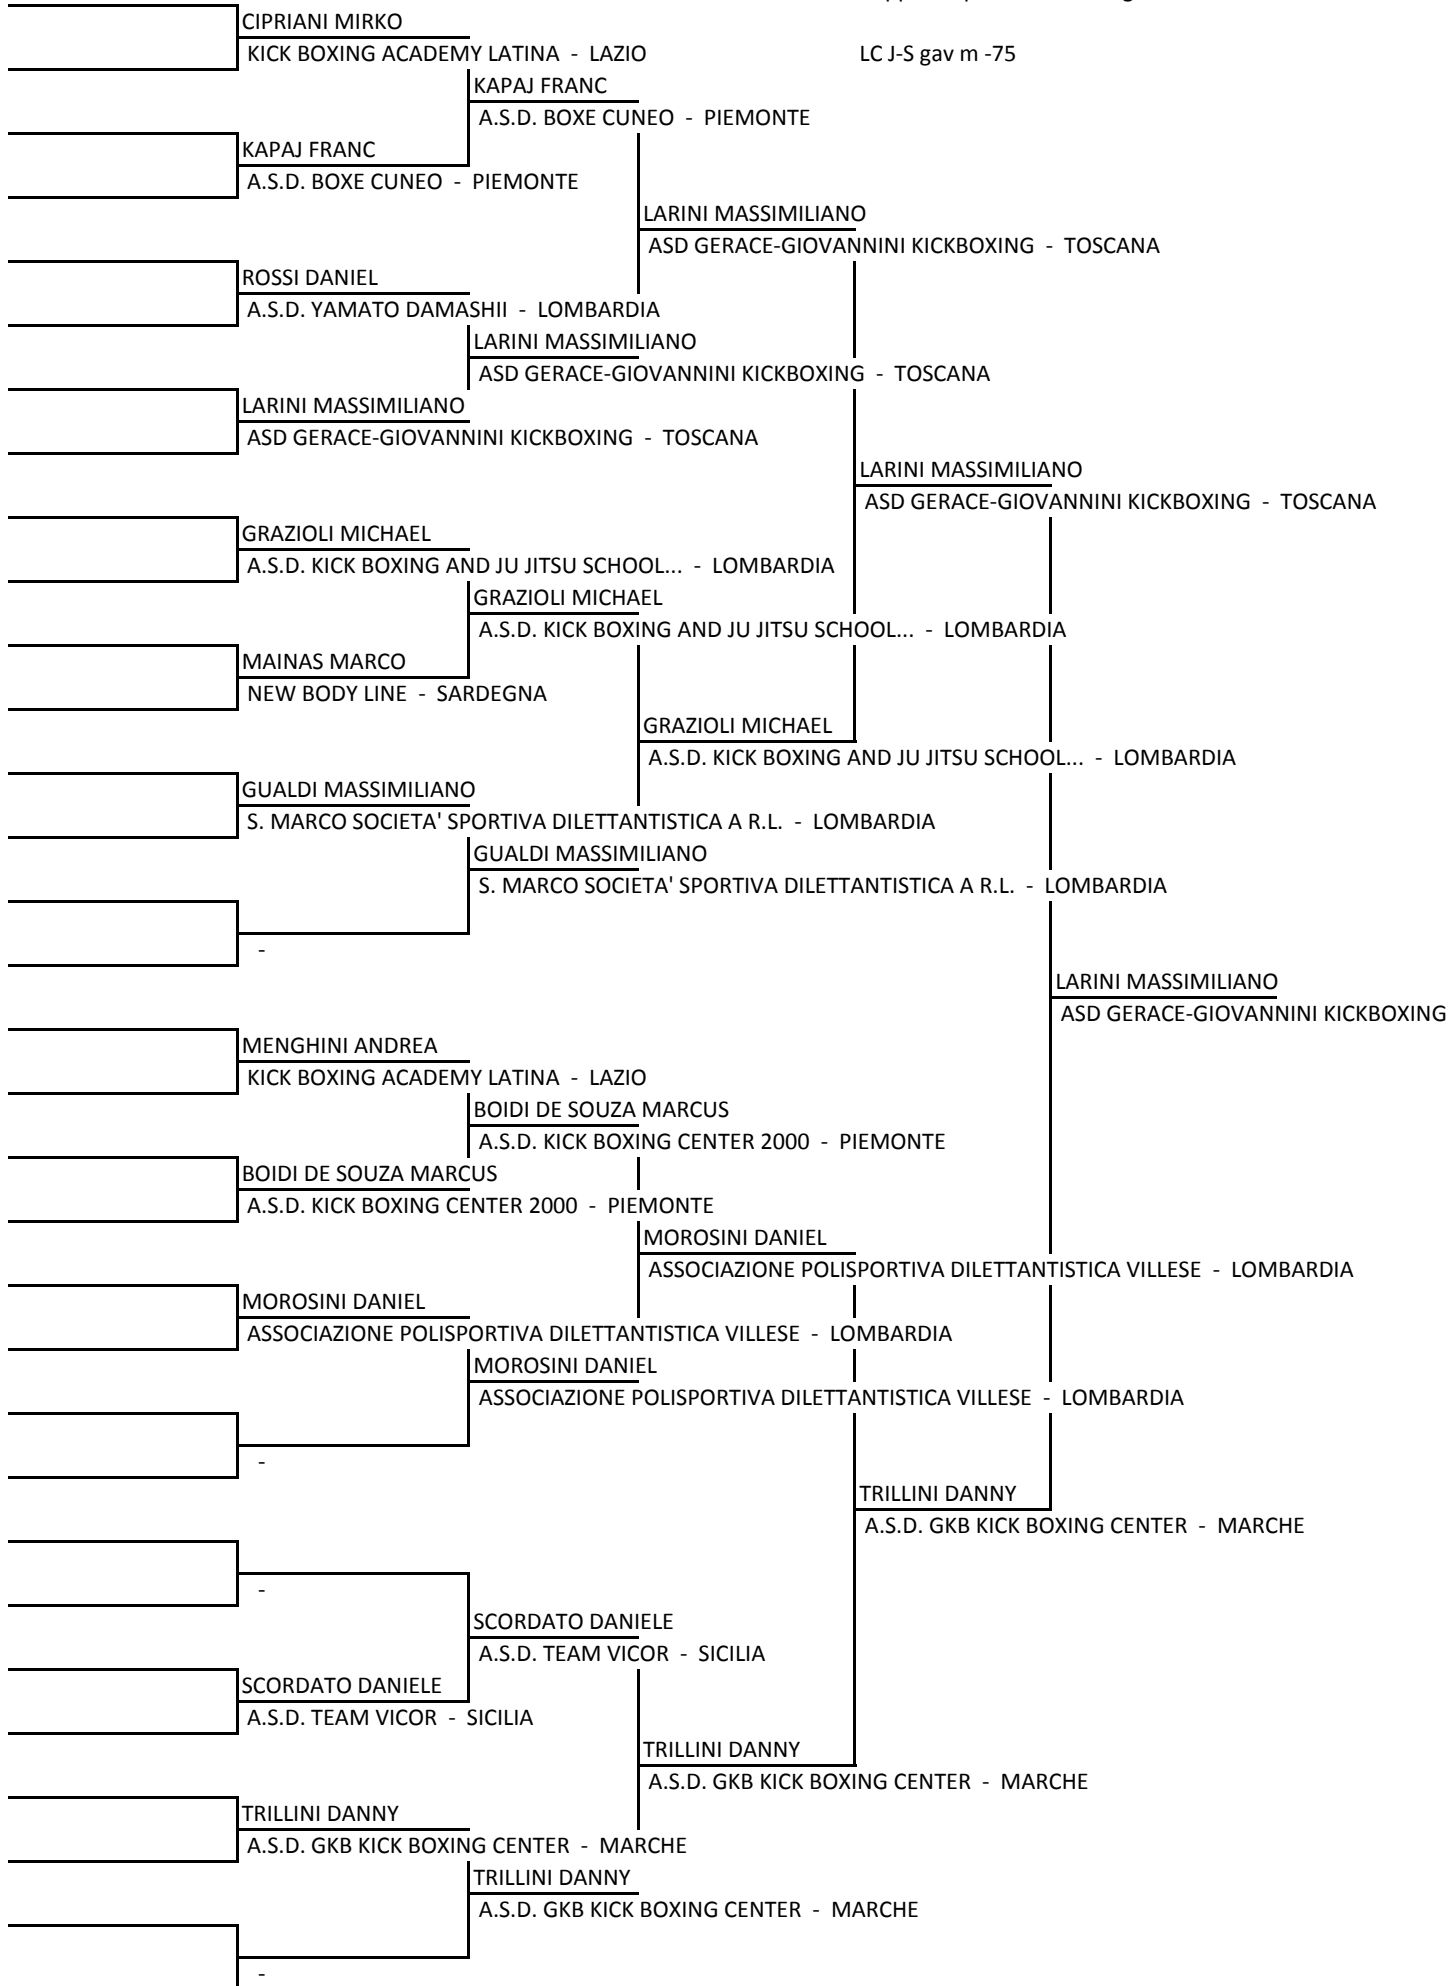 CIPRIANI MIRKO
KICK BOXING ACADEMY LATINA - LAZIO
LC J-S gav m -75
KAPAJ FRANC
A.S.D. BOXE CUNEO - PIEMONTE
KAPAJ FRANC
A.S.D. BOXE CUNEO - PIEMONTE
LARINI MASSIMILIANO
ASD GERACE-GIOVANNINI KICKBOXING - TOSCANA
ROSSI DANIEL
A.S.D. YAMATO DAMASHII - LOMBARDIA
LARINI MASSIMILIANO
ASD GERACE-GIOVANNINI KICKBOXING - TOSCANA
LARINI MASSIMILIANO
ASD GERACE-GIOVANNINI KICKBOXING - TOSCANA
LARINI MASSIMILIANO
ASD GERACE-GIOVANNINI KICKBOXING - TOSCANA
GRAZIOLI MICHAEL
A.S.D. KICK BOXING AND JU JITSU SCHOOL... - LOMBARDIA
GRAZIOLI MICHAEL
A.S.D. KICK BOXING AND JU JITSU SCHOOL... - LOMBARDIA
MAINAS MARCO
NEW BODY LINE - SARDEGNA
GRAZIOLI MICHAEL
A.S.D. KICK BOXING AND JU JITSU SCHOOL... - LOMBARDIA
GUALDI MASSIMILIANO
S. MARCO SOCIETA' SPORTIVA DILETTANTISTICA A R.L. - LOMBARDIA
GUALDI MASSIMILIANO
S. MARCO SOCIETA' SPORTIVA DILETTANTISTICA A R.L. - LOMBARDIA
-
LARINI MASSIMILIANO
ASD GERACE-GIOVANNINI KICKBOXING
MENGHINI ANDREA
KICK BOXING ACADEMY LATINA - LAZIO
BOIDI DE SOUZA MARCUS
A.S.D. KICK BOXING CENTER 2000 - PIEMONTE
BOIDI DE SOUZA MARCUS
A.S.D. KICK BOXING CENTER 2000 - PIEMONTE
MOROSINI DANIEL
ASSOCIAZIONE POLISPORTIVA DILETTANTISTICA VILLESE - LOMBARDIA
MOROSINI DANIEL
ASSOCIAZIONE POLISPORTIVA DILETTANTISTICA VILLESE - LOMBARDIA
MOROSINI DANIEL
ASSOCIAZIONE POLISPORTIVA DILETTANTISTICA VILLESE - LOMBARDIA
-
TRILLINI DANNY
A.S.D. GKB KICK BOXING CENTER - MARCHE
-
SCORDATO DANIELE
A.S.D. TEAM VICOR - SICILIA
SCORDATO DANIELE
A.S.D. TEAM VICOR - SICILIA
TRILLINI DANNY
A.S.D. GKB KICK BOXING CENTER - MARCHE
TRILLINI DANNY
A.S.D. GKB KICK BOXING CENTER - MARCHE
TRILLINI DANNY
A.S.D. GKB KICK BOXING CENTER - MARCHE
-